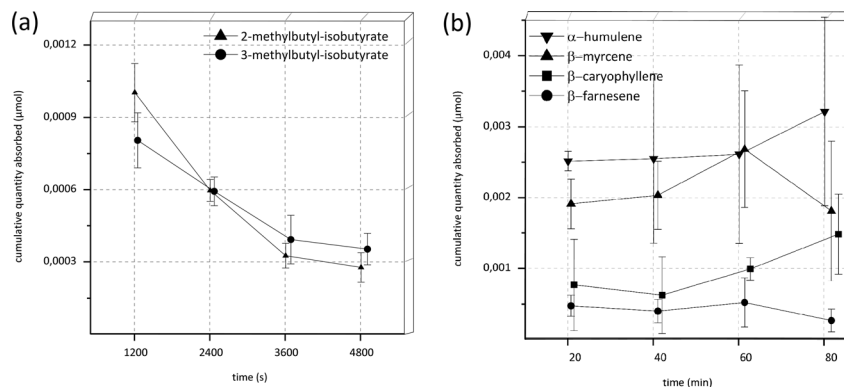 (a)
2-methylbutyl-isobutyrate
3-methylbutyl-isobutyrate
cumulative quantity absorbed (μmol)
0,0012
0,0009
0,0006
0,0003
1200 2400 3600 4800
time (s)
(b)
α-humulene
β-myrcene
β-caryophyllene
β-farnesene
cumulative quantity absorbed (μmol)
0,004
0,003
0,002
0,001
20 40 60 80
time (min)